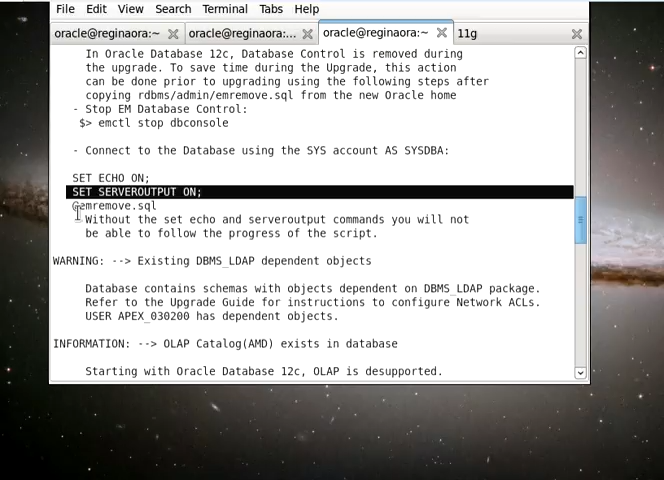 File Edit View Search Terminal Tabs Help
oracle@reginaora:~ oracle@reginaora:... oracle@reginaora:~ 11g
In Oracle Database 12c, Database Control is removed during
the upgrade. To save time during the Upgrade, this action
can be done prior to upgrading using the following steps after
copying rdbms/admin/emremove.sql from the new Oracle home
- Stop EM Database Control:
$> emctl stop dbconsole
- Connect to the Database using the SYS account AS SYSDBA:
SET ECHO ON;
SET SERVEROUTPUT ON;
@emremove.sql
Without the set echo and serveroutput commands you will not
be able to follow the progress of the script.
WARNING: --> Existing DBMS_LDAP dependent objects
Database contains schemas with objects dependent on DBMS_LDAP package.
Refer to the Upgrade Guide for instructions to configure Network ACLs.
USER APEX_030200 has dependent objects.
INFORMATION: --> OLAP Catalog(AMD) exists in database
Starting with Oracle Database 12c, OLAP is desupported.